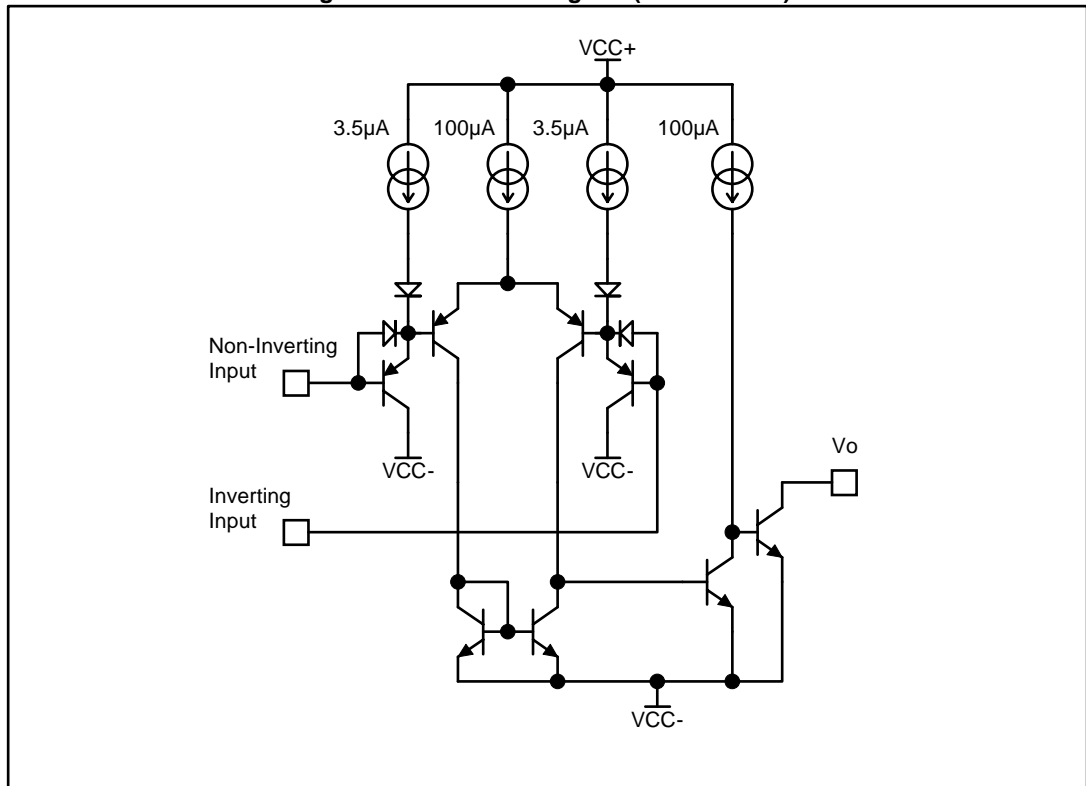 VCC+
3.5µA 100µA 3.5µA 100µA
Non-Inverting
Input
VCC- VCC-
Vo
Inverting
Input
VCC-